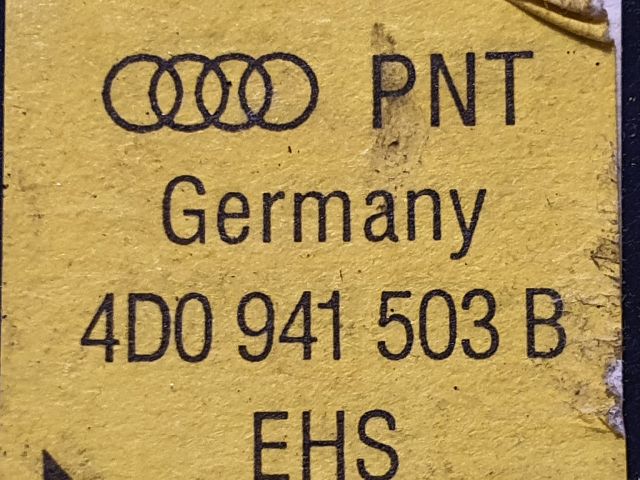 PNT
Germany
4D0 941 503 B
EHS